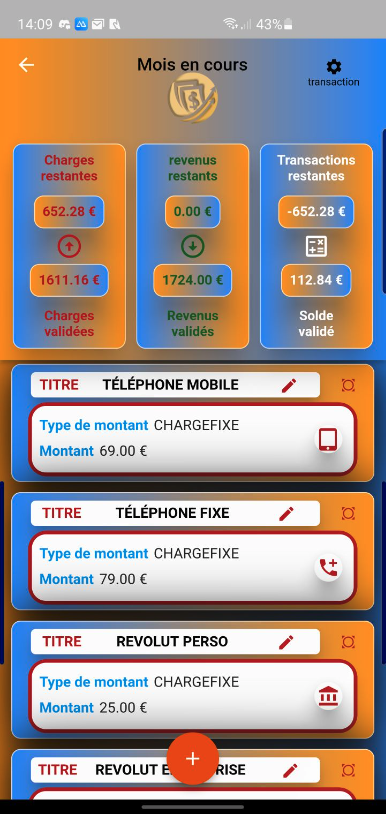 14:09
43%
Mois en cours
transaction
Charges restantes
652.28 €
1611.16 €
Charges validées
revenus restants
0.00 €
1724.00 €
Revenus validés
Transactions restantes
-652.28 €
112.84 €
Solde validé
TITRE TÉLÉPHONE MOBILE
Type de montant CHARGEFIXE
Montant 69.00 €
TITRE TÉLÉPHONE FIXE
Type de montant CHARGEFIXE
Montant 79.00 €
TITRE REVOLUT PERSO
Type de montant CHARGEFIXE
Montant 25.00 €
TITRE REVOLUT